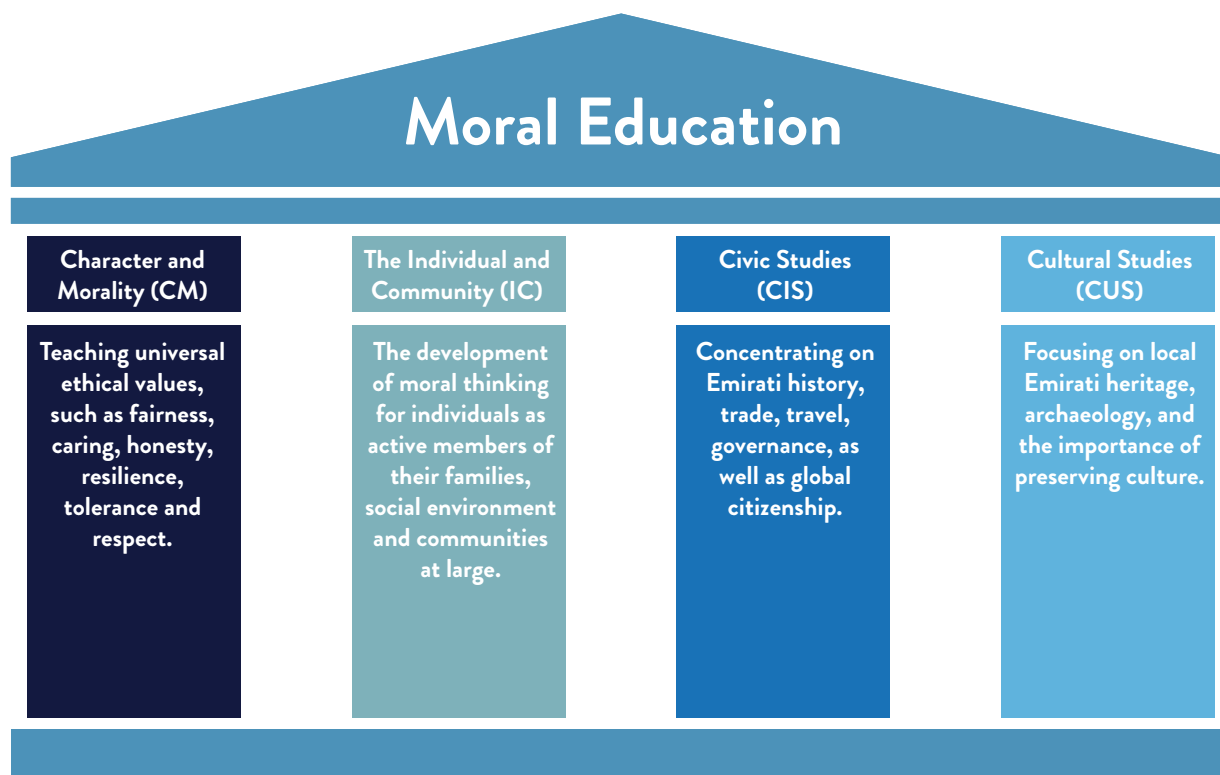 Moral Education
Character and
Morality (CM)
Teaching universal
ethical values,
such as fairness,
caring, honesty,
resilience,
tolerance and
respect.
The Individual and
Community (IC)
The development
of moral thinking
for individuals as
active members of
their families,
social environment
and communities
at large.
Civic Studies
(CIS)
Concentrating on
Emirati history,
trade, travel,
governance, as
well as global
citizenship.
Cultural Studies
(CUS)
Focusing on local
Emirati heritage,
archaeology, and
the importance of
preserving culture.